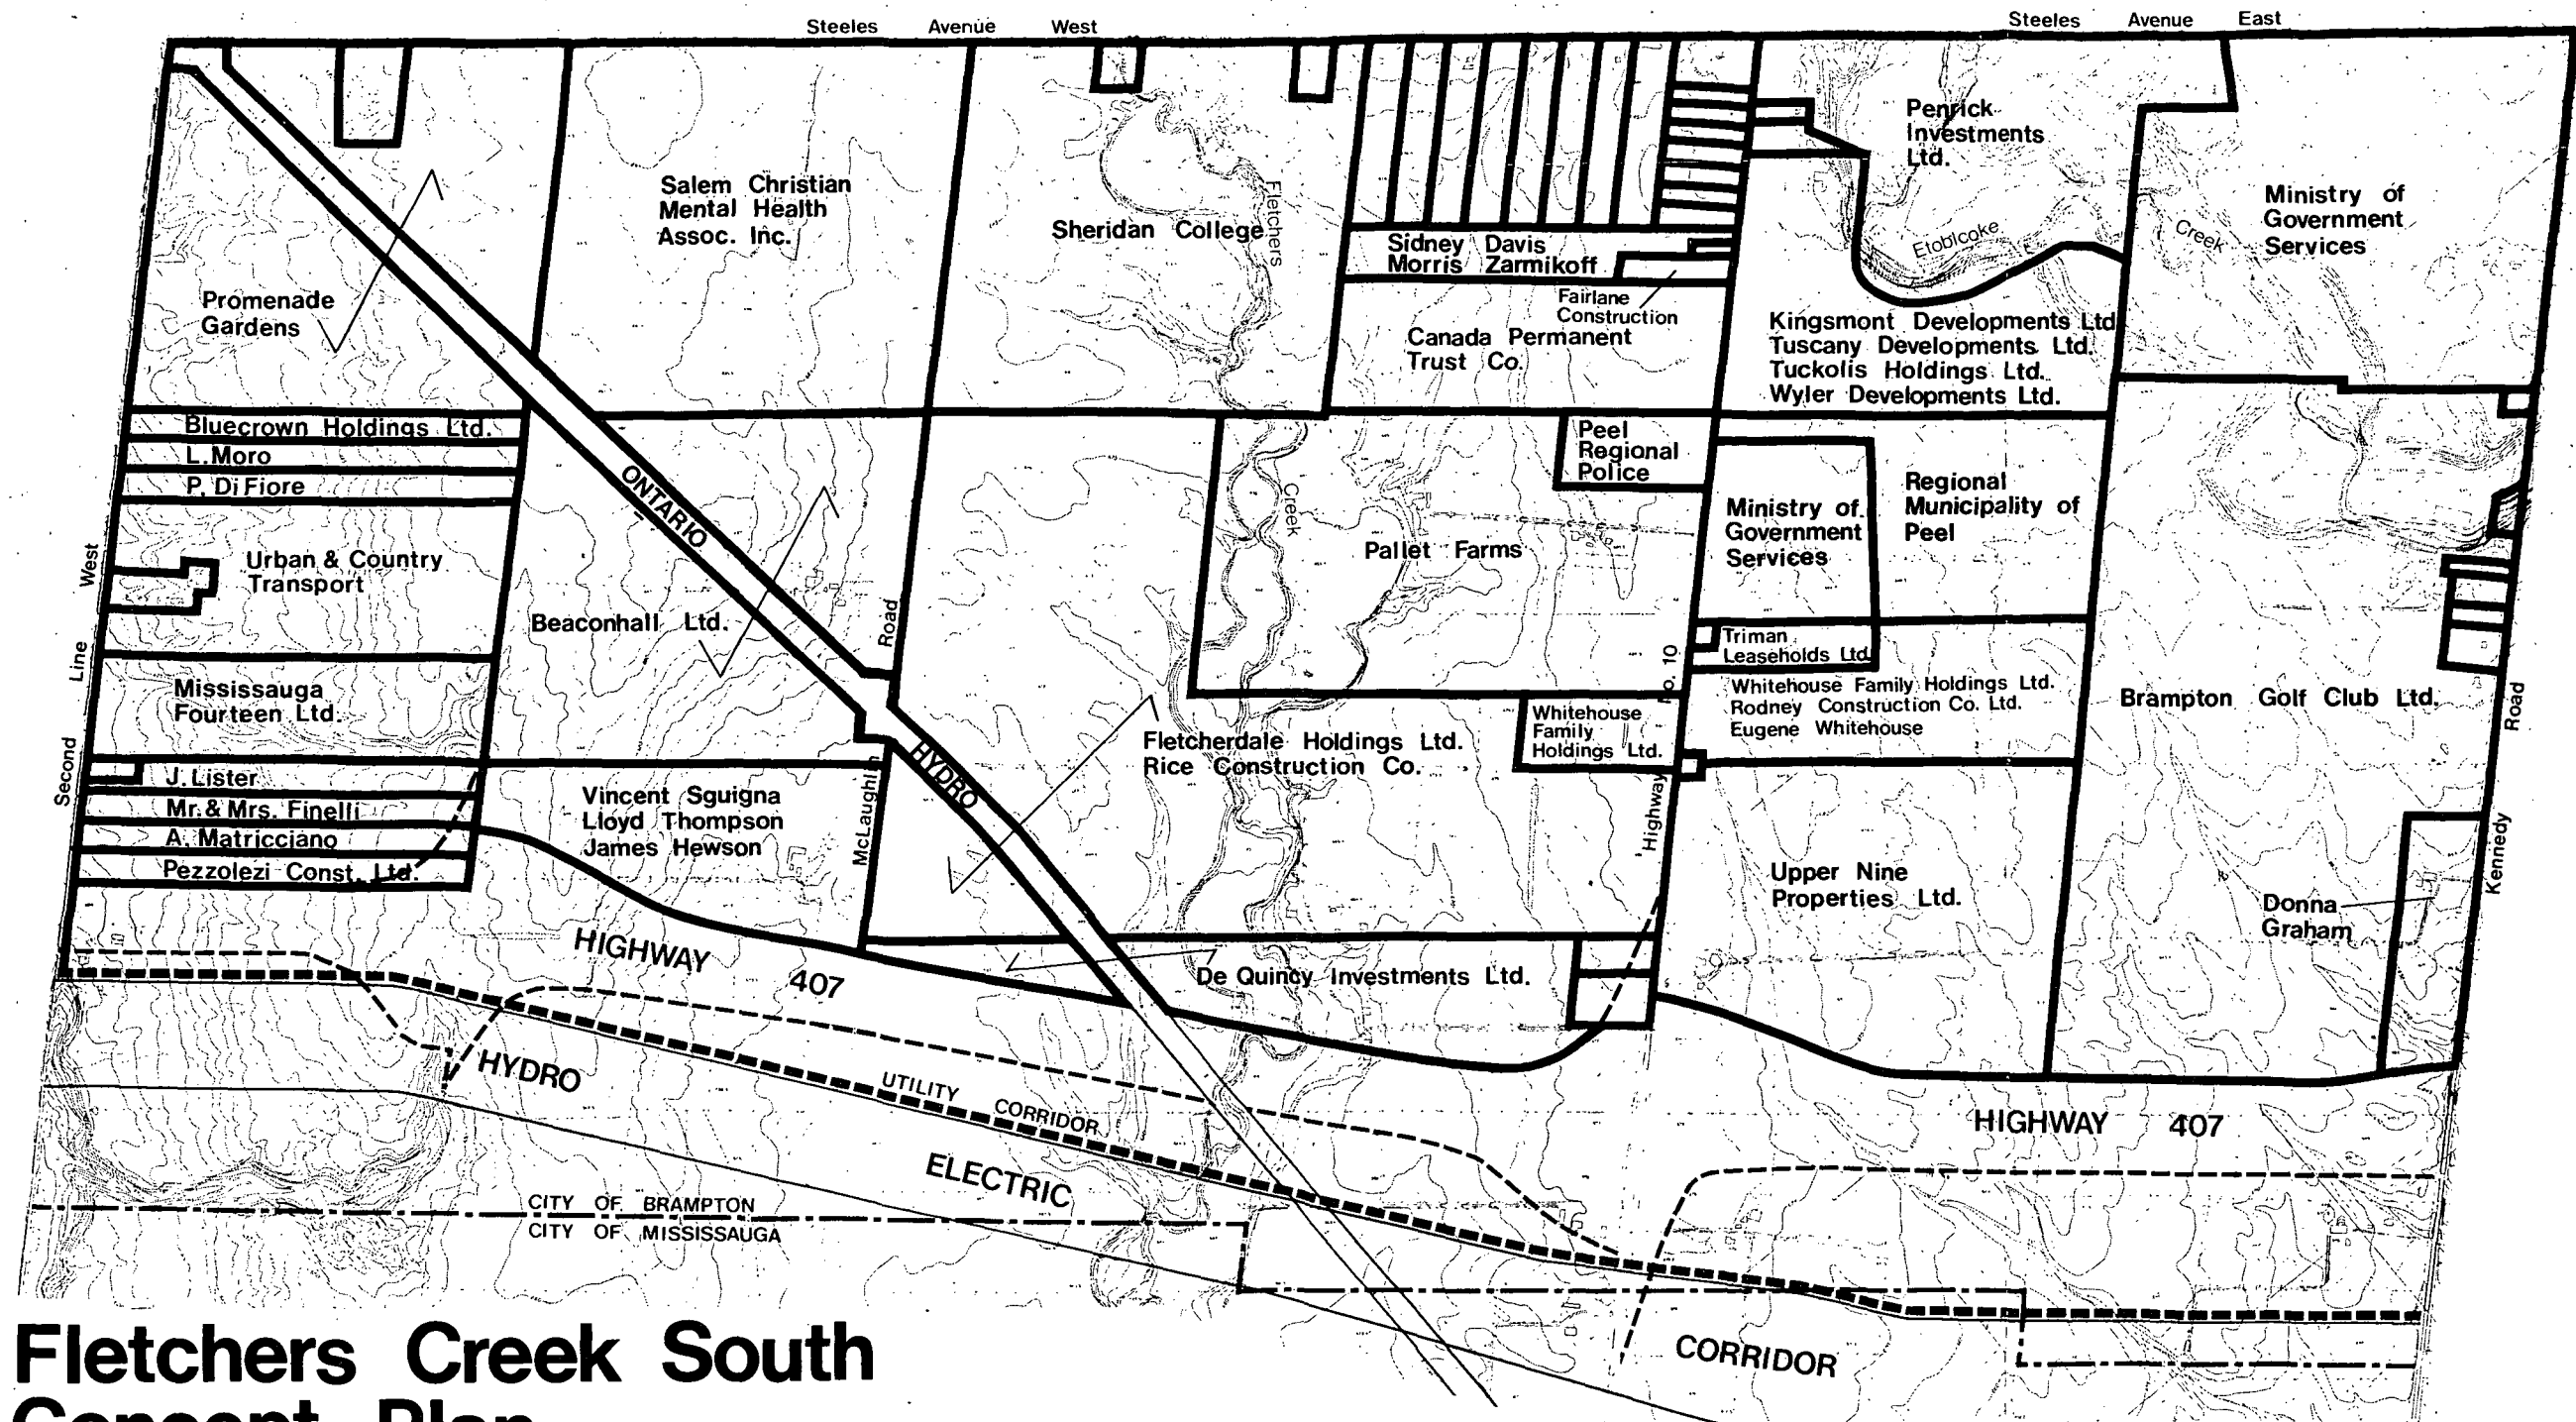 Steeles Avenue West
Steeles Avenue East
Salem Christian
Mental Health
Assoc. Inc.
Sheridan College
Fletchers
Penrick
Investments
Ltd.
Ministry of
Government
Services
Etobicoke
Creek
Sidney Davis
Morris Zarmikoff
Fairlane
Construction
Canada Permanent
Trust Co.
Kingsmont Developments Ltd
Tuscany Developments Ltd.
Tuckolis Holdings Ltd.
Wyler Developments Ltd.
Promenade
Gardens
Bluecrown Holdings Ltd.
L. Moro
P. Di Fiore
ONTARIO
Creek
Peel
Regional
Police
Pallet Farms
Ministry of
Government
Services
Regional
Municipality of
Peel
Urban & Country
Transport
Beaconhall Ltd.
Road
Second Line West
Mississauga
Fourteen Ltd.
Triman
Leaseholds Ltd
Whitehouse Family Holdings Ltd.
Rodney Construction Co. Ltd.
Eugene Whitehouse
Brampton Golf Club Ltd.
Whitehouse
Family
Holdings Ltd.
Fletcherdale Holdings Ltd.
Rice Construction Co.
HYDRO
McLaughlin
Highway No. 10
Kennedy Road
J. Lister
Mr. & Mrs. Finelli
A. Matricciano
Pezzolezi Const. Ltd.
Vincent Sguigna
Lloyd Thompson
James Hewson
Upper Nine
Properties Ltd.
Donna
Graham
De Quincy Investments Ltd.
HIGHWAY 407
HYDRO
UTILITY CORRIDOR
ELECTRIC
HIGHWAY 407
CITY OF BRAMPTON
CITY OF MISSISSAUGA
CORRIDOR
Fletchers Creek South
Concept Plan